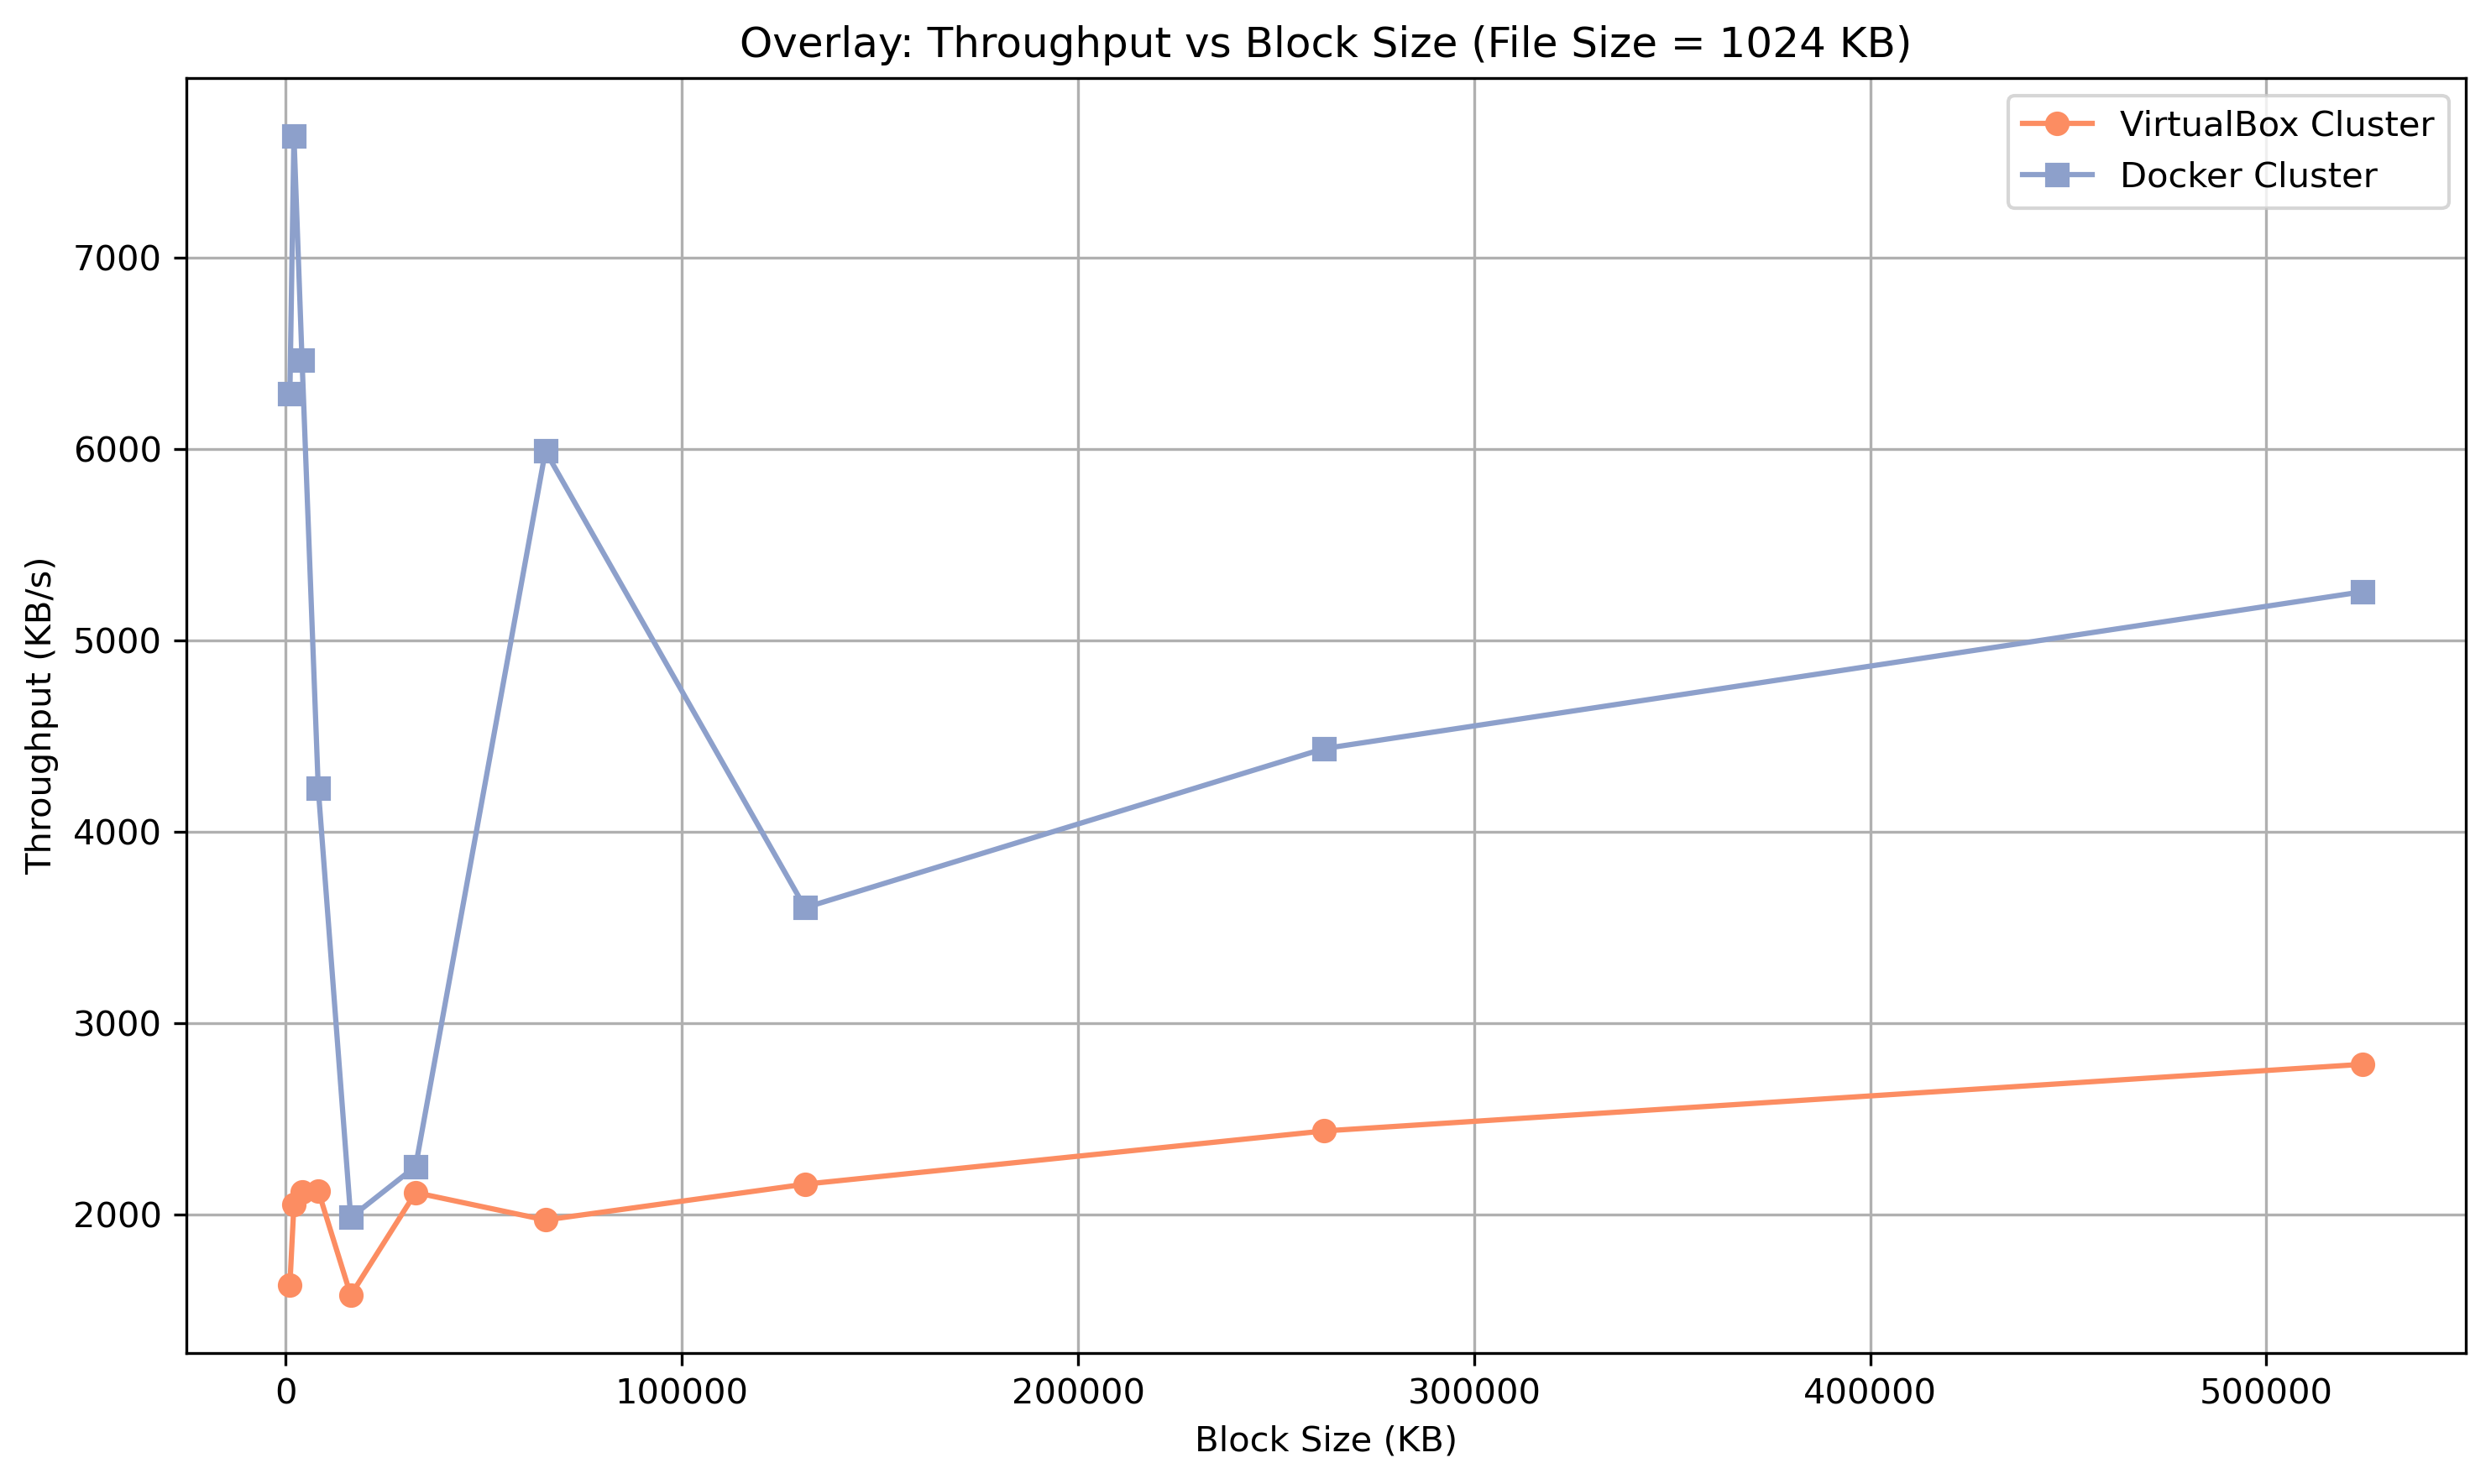 Overlay: Throughput vs Block Size (File Size = 1024 KB)
VirtualBox Cluster
Docker Cluster
Throughput (KB/s)
7000
6000
5000
4000
3000
2000
0 100000 200000 300000 400000 500000
Block Size (KB)